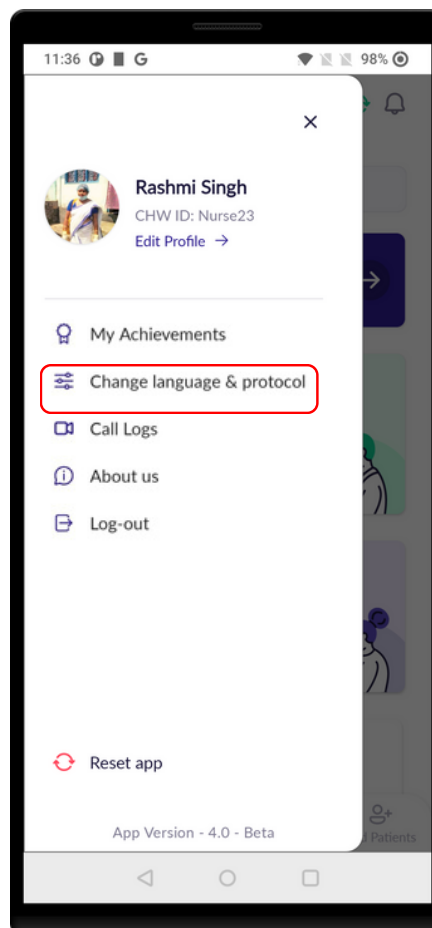 11:36
G
98%
Rashmi Singh
CHW ID: Nurse23
Edit Profile
My Achievements
Change language & protocol
Call Logs
About us
Log-out
Reset app
App Version - 4.0 - Beta
Patients